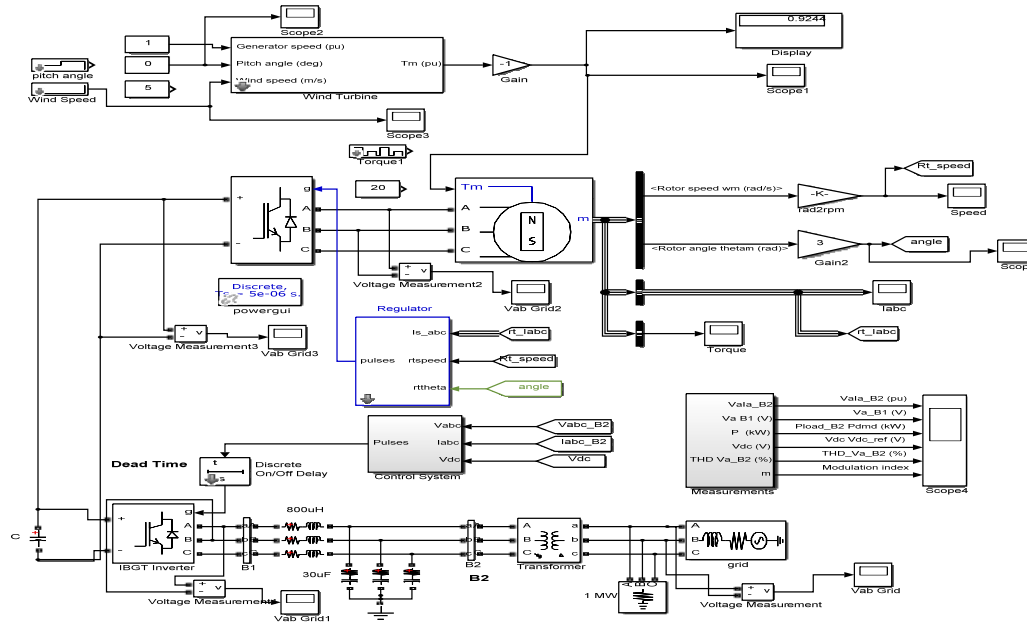 Scope2
0.9244
Display
1
Generator speed (pu)
0
Pitch angle (deg)
Tm (pu)
-1
Gain
pitch angle
5
Wind speed (m/s)
Wind Turbine
Wind Speed
Scope1
Scope3
Torque1
20
g
A
B
C
+
-
Tm
A
B
C
N
S
m
<Rotor speed wm (rad/s)>
-K-
rad2rpm
Rt_speed
Speed
<Rotor angle thetam (rad)>
3
Gain2
angle
Voltage Measurement2
+
-
v
Vab Grid2
Iabc
rt_Iabc
Torque
Discrete,
5e-06 s.
powergui
+
-
v
Voltage Measurement3
Vab Grid3
Regulator
Is_abc
rt_Iabc
pulses
rtspeed
Rt_speed
rttheta
angle
Vabc
Vabc_B2
Pulses
Iabc
Iabc_B2
Vdc
Vdc
Control System
VaIa_B2
VaIa_B2 (pu)
Va B1 (V)
Va_B1 (V)
P (kW)
Pload_B2 Pdmd (kW)
Vdc (V)
Vdc Vdc_ref (V)
THD Va_B2 (%)
THD_Va_B2 (%)
m
Modulation index
Measurements
Scope4
Dead Time
t
s
Discrete
On/Off Delay
C
+
-
g
A
B
C
IBGT Inverter
B1
800uH
30uF
B2
B2
A
B
C
a
b
c
Transformer
A
B
C
grid
1 MW
+
-
v
Vab Grid1
+
-
v
Voltage Measurement
Vab Grid